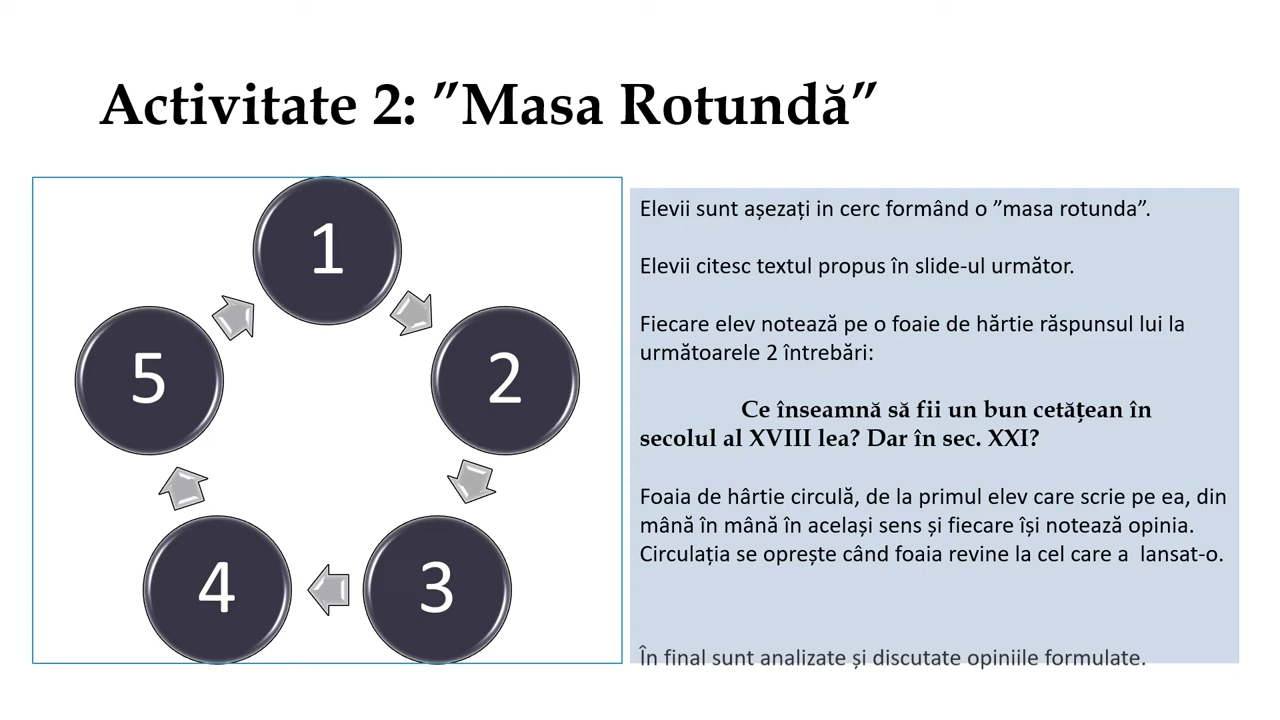 Activitate 2: ”Masa Rotundă”
1
2
3
4
5
Elevii sunt așezați in cerc formând o ”masa rotunda”.
Elevii citesc textul propus în slide-ul următor.
Fiecare elev notează pe o foaie de hărtie răspunsul lui la
următoarele 2 întrebări:
Ce înseamnă să fii un bun cetățean în
secolul al XVIII lea? Dar în sec. XXI?
Foaia de hârtie circulă, de la primul elev care scrie pe ea, din
mână în mână în același sens și fiecare își notează opinia.
Circulația se oprește când foaia revine la cel care a lansat-o.
În final sunt analizate și discutate opiniile formulate.